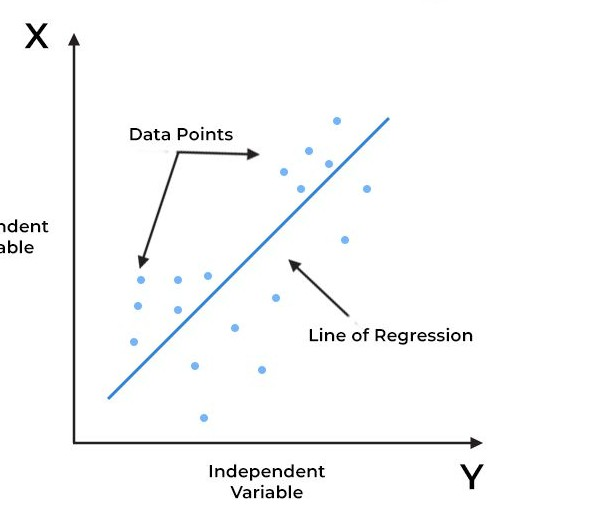 X
Data Points
ndent
able
Line of Regression
Independent
Variable
Y